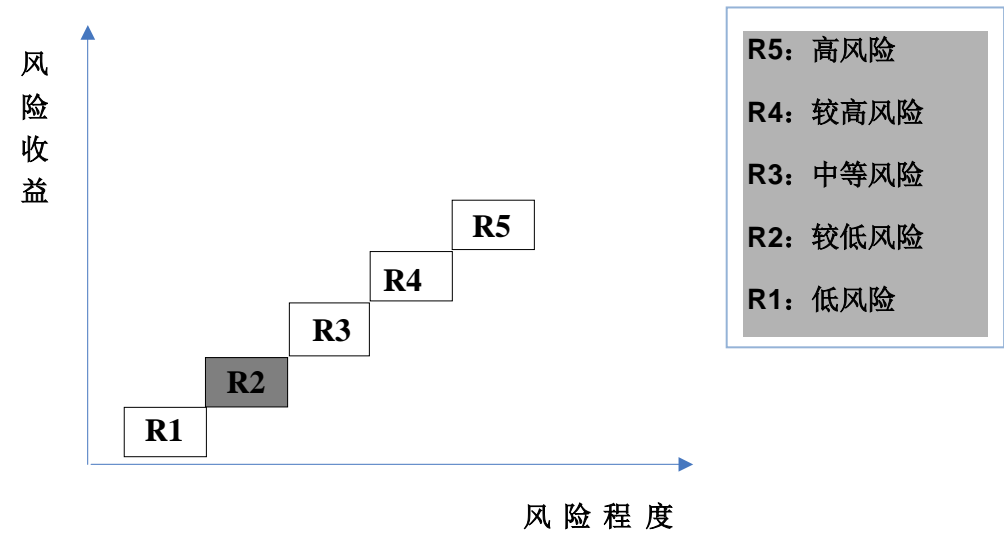 风
险
收
益
R5
R4
R3
R2
R1
风 险 程 度
R5：高风险
R4：较高风险
R3：中等风险
R2：较低风险
R1：低风险